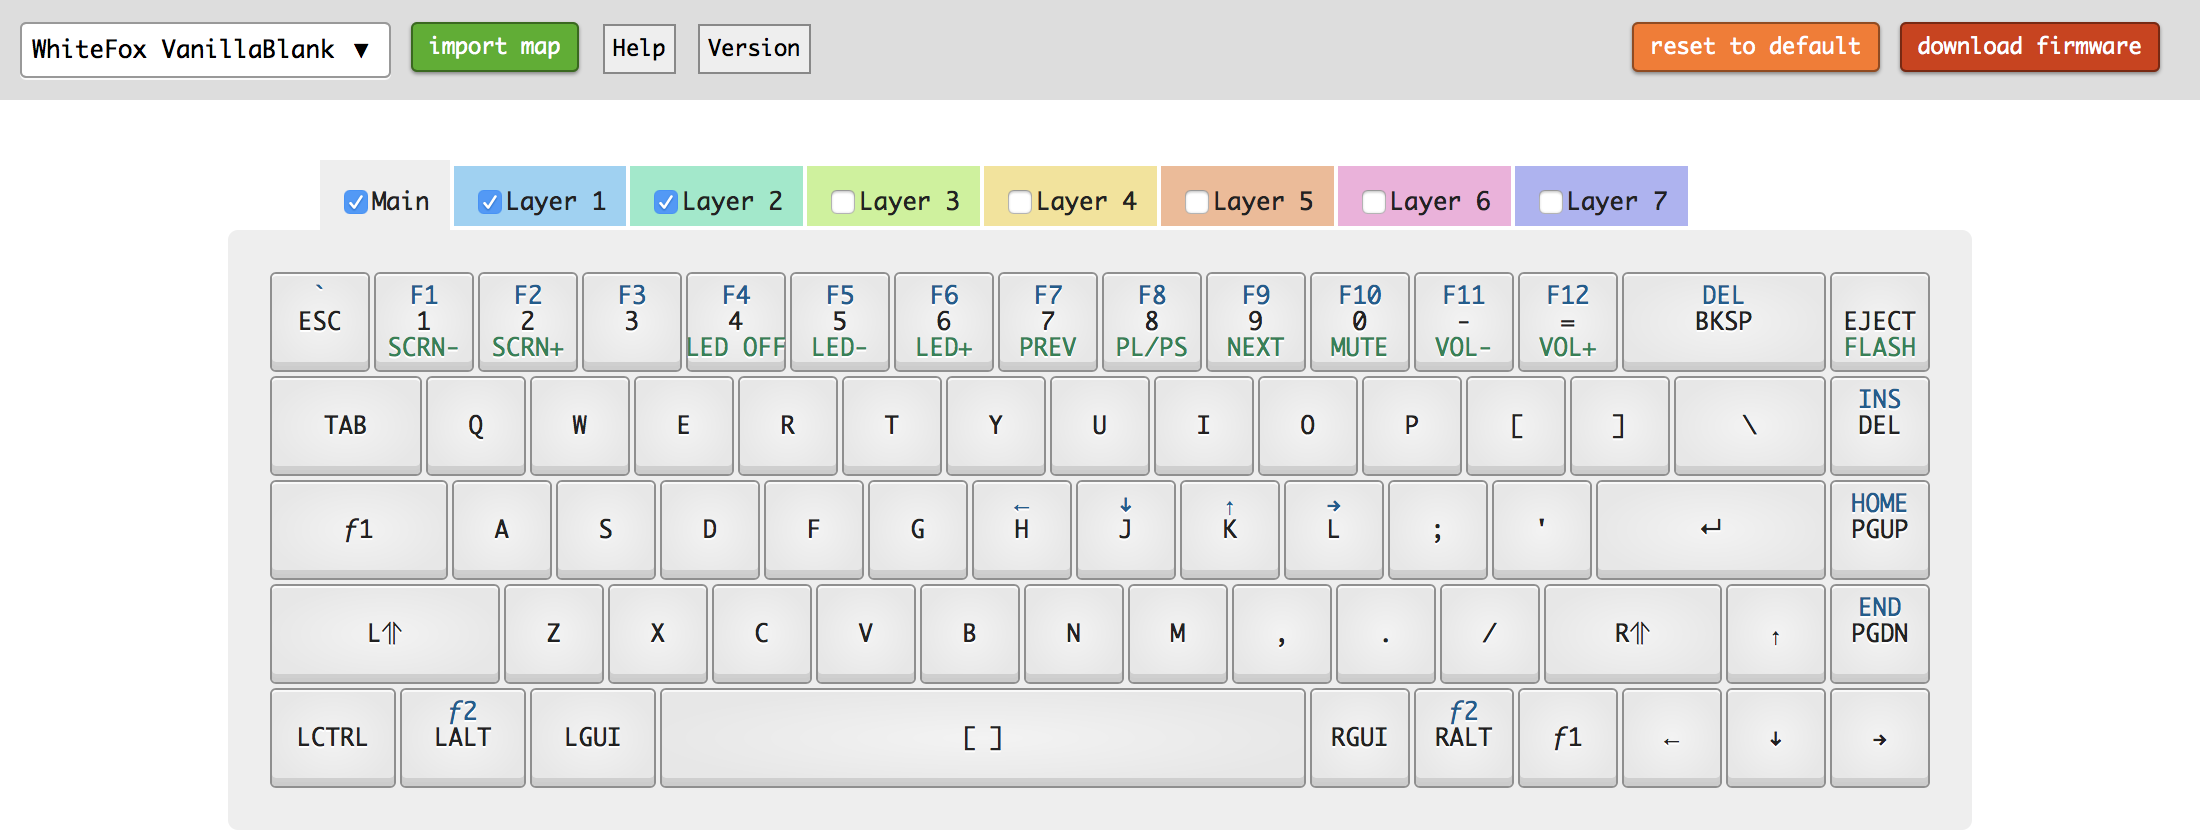 WhiteFox VanillaBlank ▼ import map Help Version reset to default download firmware
Main Layer 1 Layer 2 Layer 3 Layer 4 Layer 5 Layer 6 Layer 7
` F1 F2 F3 F4 F5 F6 F7 F8 F9 F10 F11 F12 DEL
ESC 1 2 3 4 5 6 7 8 9 0 - = BKSP EJECT
SCRN- SCRN+ LED OFF LED- LED+ PREV PL/PS NEXT MUTE VOL- VOL+ FLASH
INS
TAB Q W E R T Y U I O P [ ] \ DEL
← ↓ ↑ → HOME
ƒ1 A S D F G H J K L ; ' ↵ PGUP
END
L⇑ Z X C V B N M , . / R⇑ ↑ PGDN
ƒ2 ƒ2
LCTRL LALT LGUI [ ] RGUI RALT ƒ1 ← ↓ →